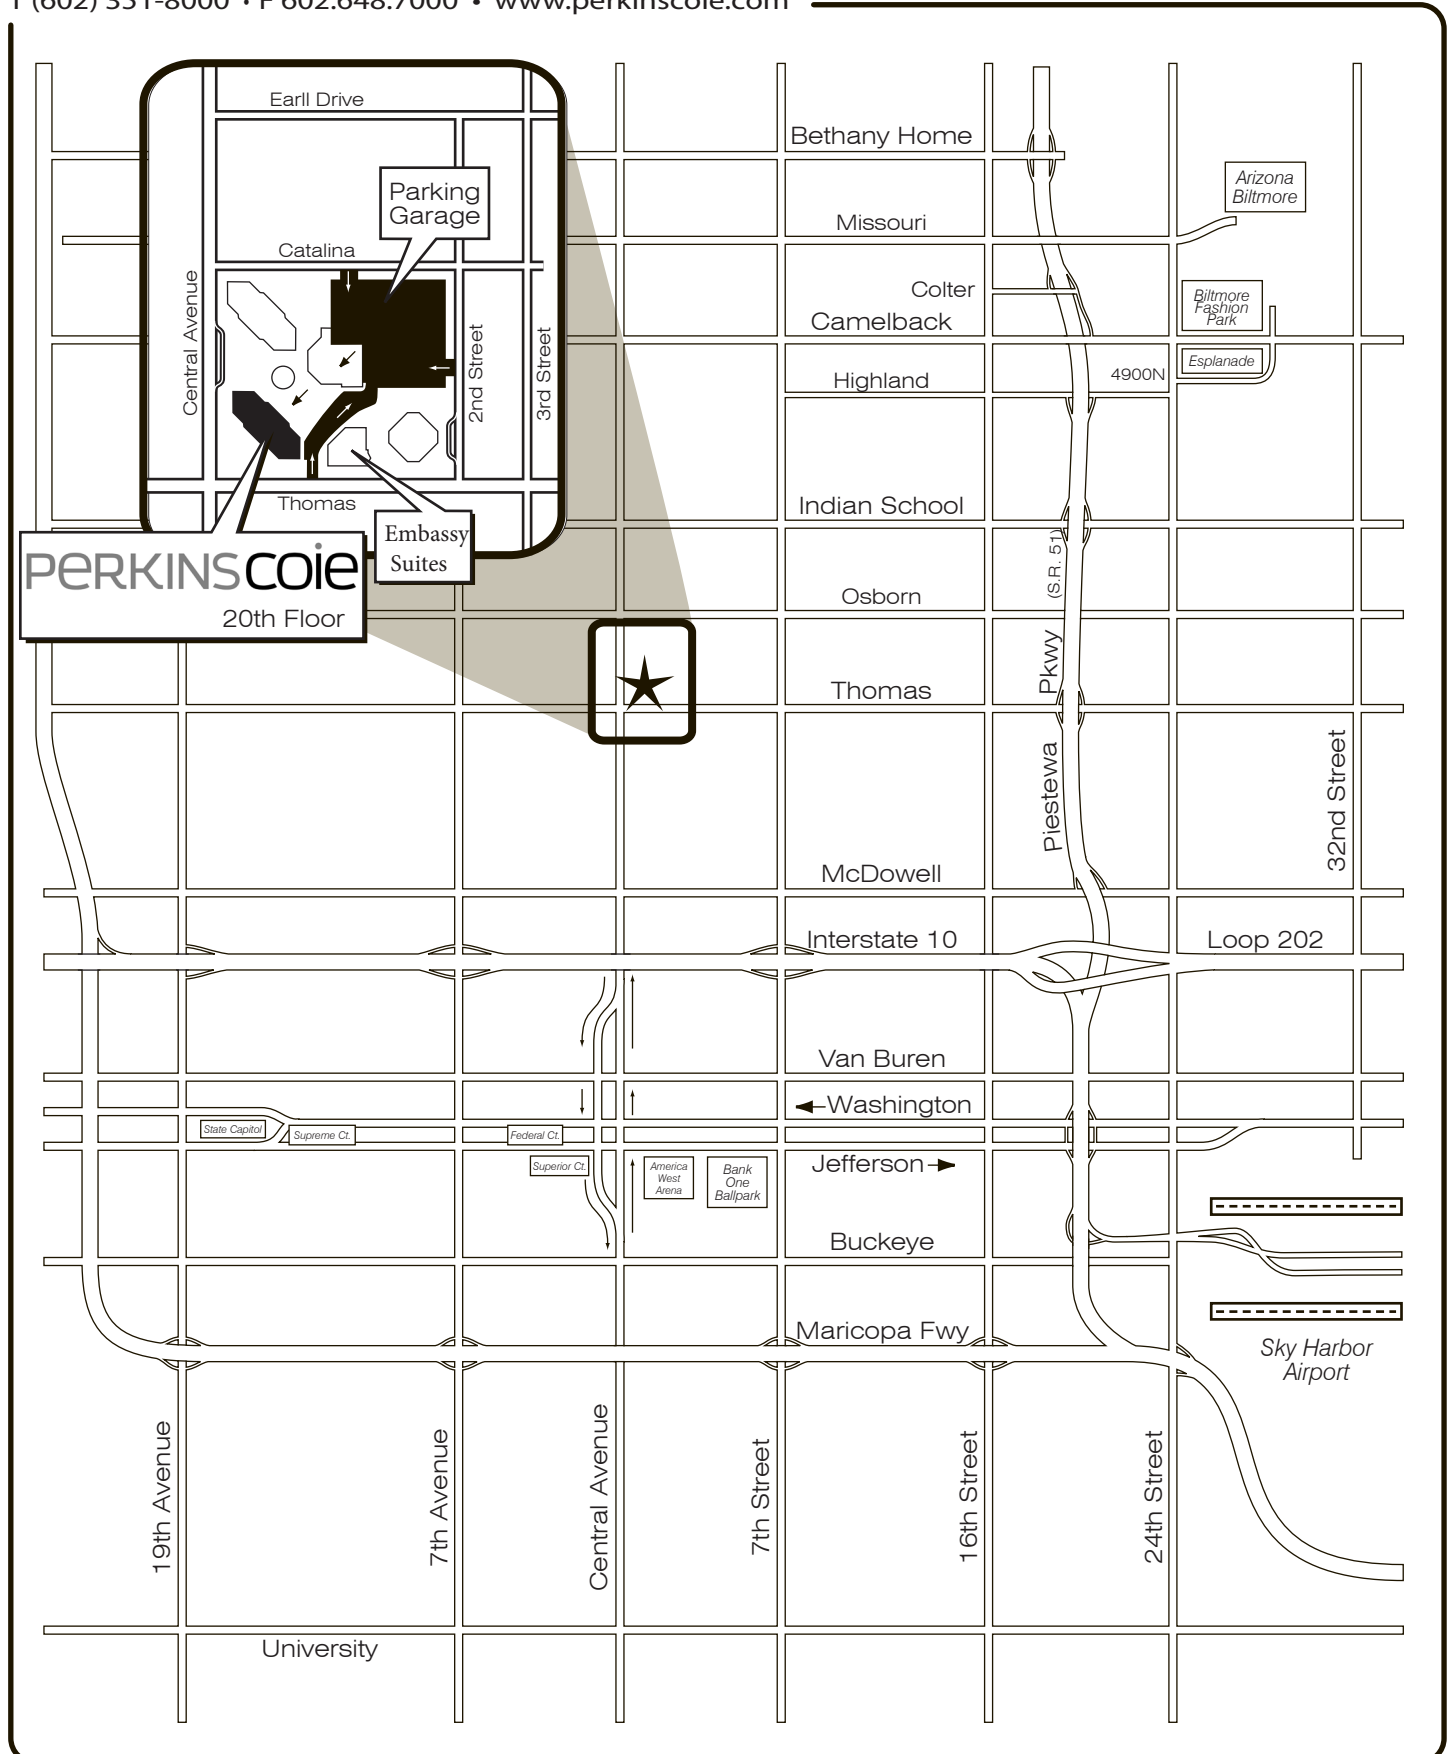 T (602) 351-8000 • F 602.648.7000 • www.perkinscoie.com
Earll Drive
Bethany Home
Parking
Garage
Arizona
Biltmore
Missouri
Catalina
Central Avenue
2nd Street
3rd Street
Colter
Biltmore
Fashion
Park
Camelback
Esplanade
Highland
4900N
Thomas
Indian School
Embassy
Suites
PERKINSCOIE
20th Floor
(S.R. 51)
Osborn
Piestewa Pkwy
Thomas
32nd Street
McDowell
Interstate 10
Loop 202
Van Buren
Washington
State Capitol
Supreme Ct.
Federal Ct.
Superior Ct.
America
West
Arena
Bank
One
Ballpark
Jefferson
Buckeye
Maricopa Fwy
Sky Harbor
Airport
19th Avenue
7th Avenue
Central Avenue
7th Street
16th Street
24th Street
University